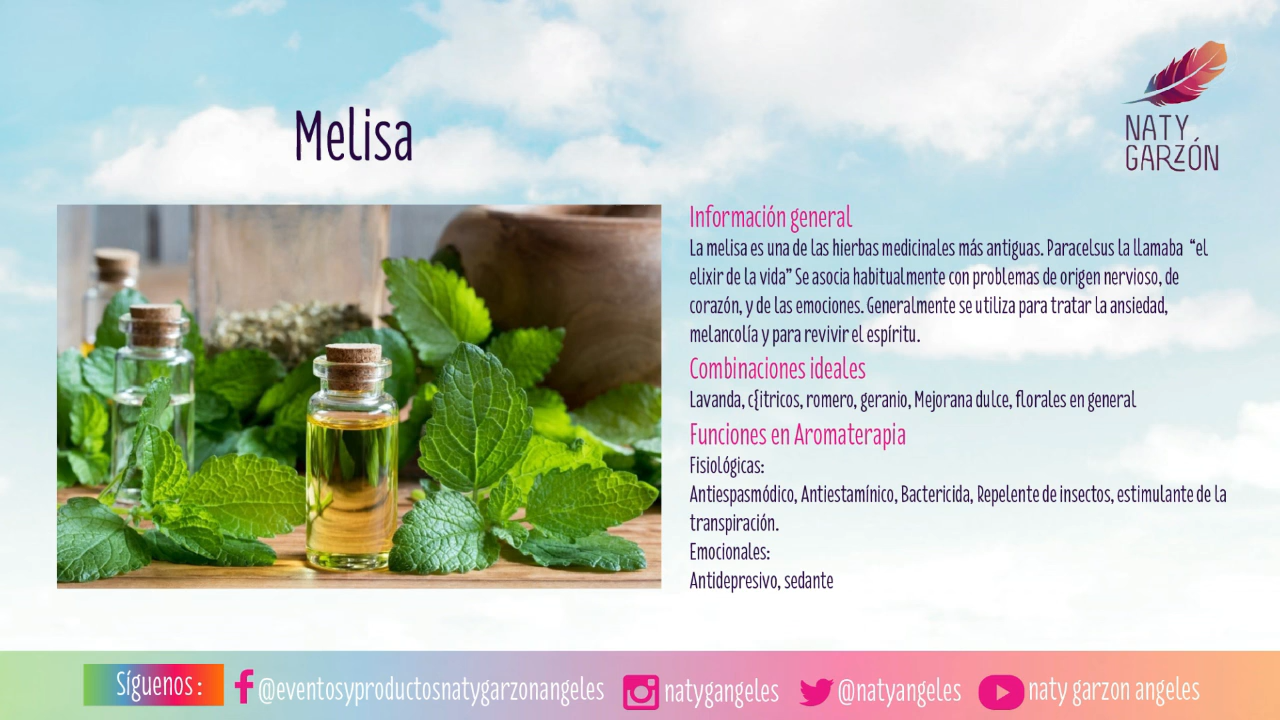 Melisa
NATY
GARZÓN
Información general
La melisa es una de las hierbas medicinales más antiguas. Paracelsus la llamaba “el
elixir de la vida” Se asocia habitualmente con problemas de origen nervioso, de
corazón, y de las emociones. Generalmente se utiliza para tratar la ansiedad,
melancolía y para revivir el espíritu.
Combinaciones ideales
Lavanda, c{itricos, romero, geranio, Mejorana dulce, florales en general
Funciones en Aromaterapia
Fisiológicas:
Antiespasmódico, Antiestamínico, Bactericida, Repelente de insectos, estimulante de la
transpiración.
Emocionales:
Antidepresivo, sedante
Síguenos: @eventosyproductosnatygarzonangeles natygangeles @natyangeles naty garzon angeles